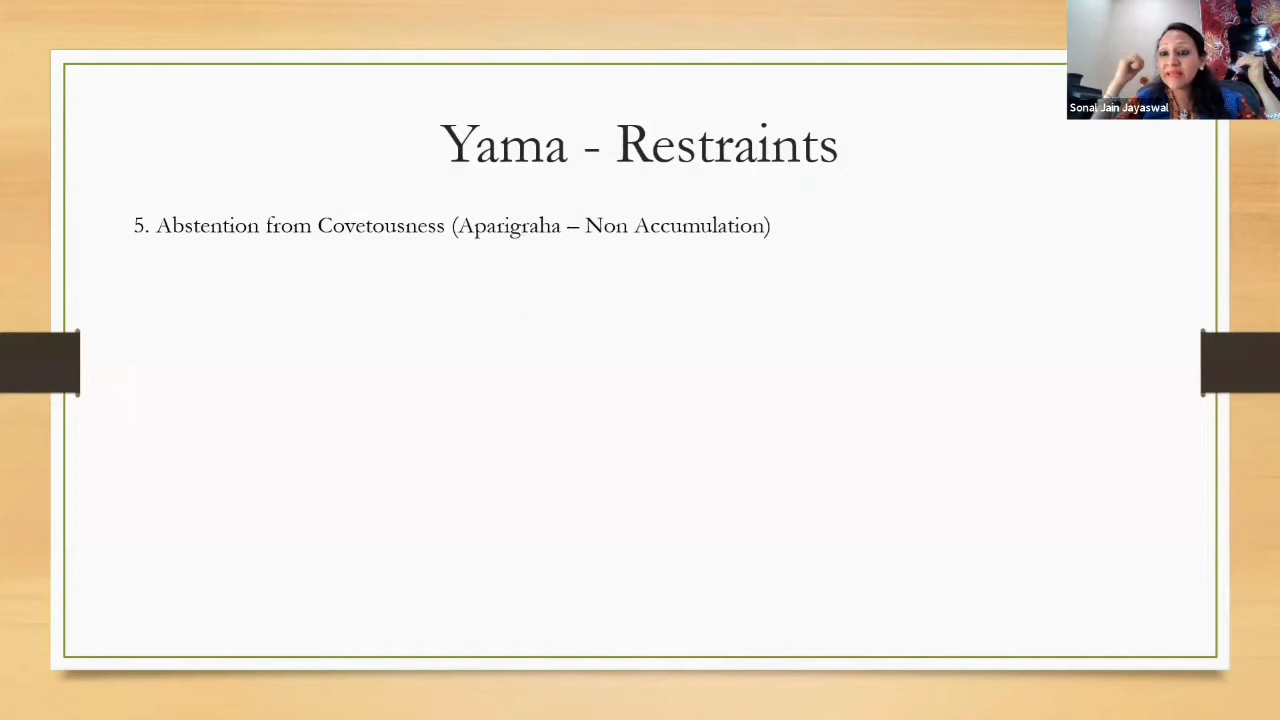 Sonal Jain Jayaswal
Yama - Restraints
5. Abstention from Covetousness (Aparigraha – Non Accumulation)